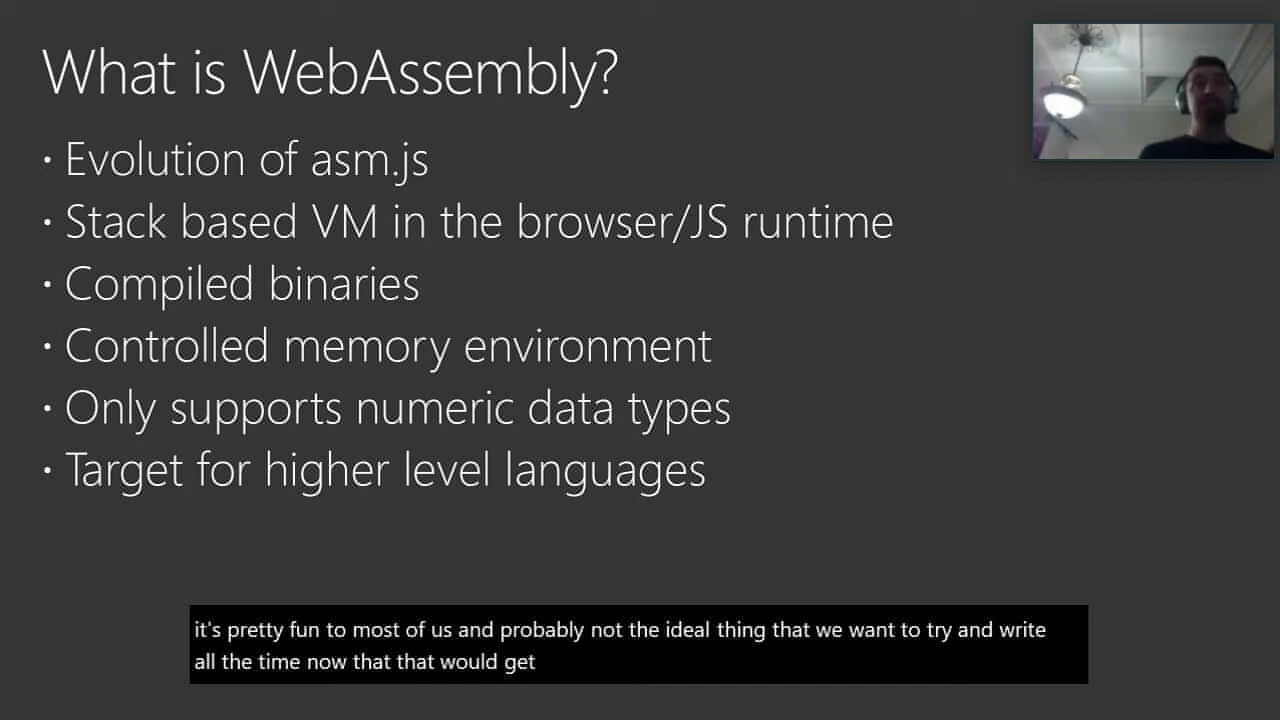 What is WebAssembly?
· Evolution of asm.js
· Stack based VM in the browser/JS runtime
· Compiled binaries
· Controlled memory environment
· Only supports numeric data types
· Target for higher level languages
it's pretty fun to most of us and probably not the ideal thing that we want to try and write
all the time now that that would get